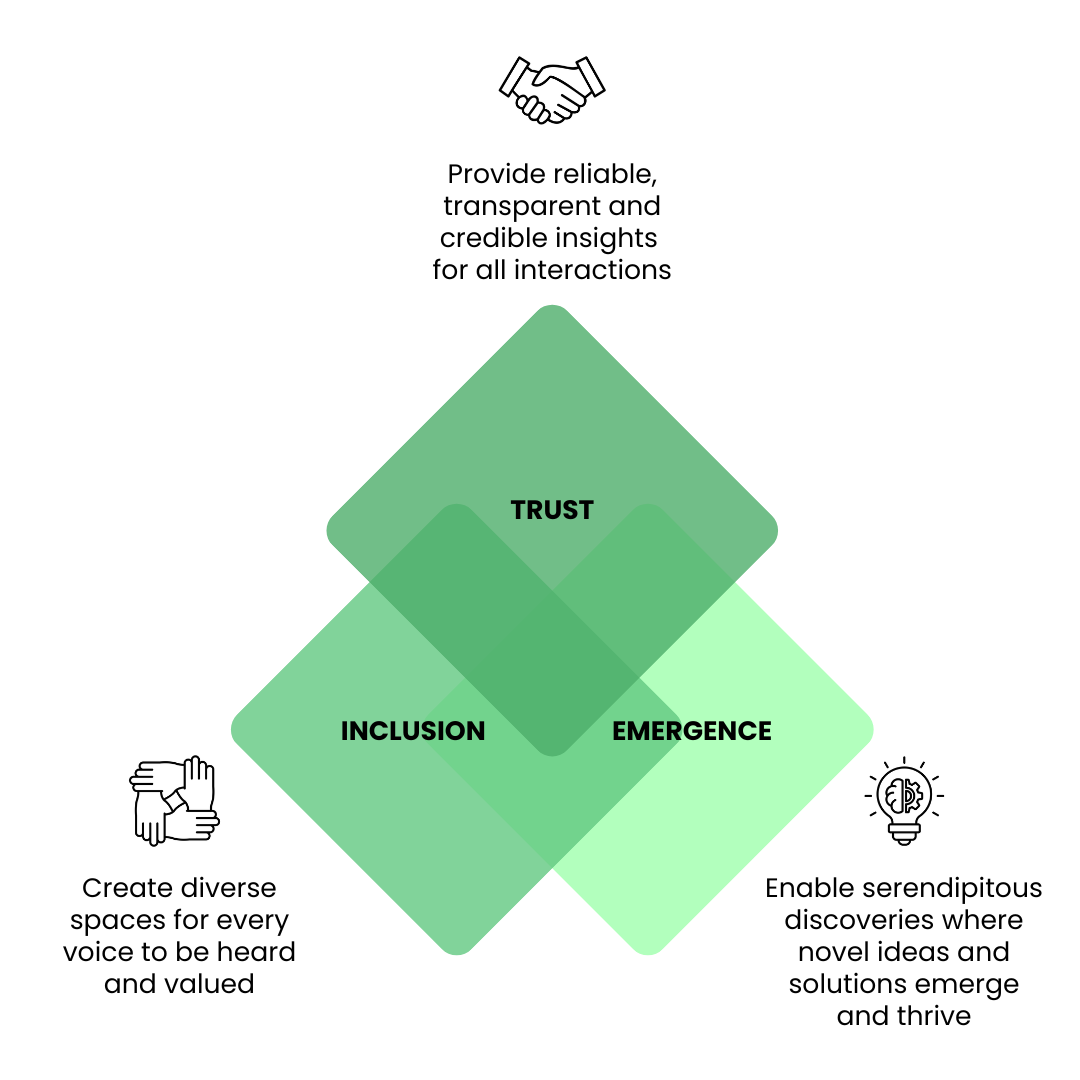 Provide reliable,
transparent and
credible insights
for all interactions
TRUST
INCLUSION
EMERGENCE
Create diverse
spaces for every
voice to be heard
and valued
Enable serendipitous
discoveries where
novel ideas and
solutions emerge
and thrive